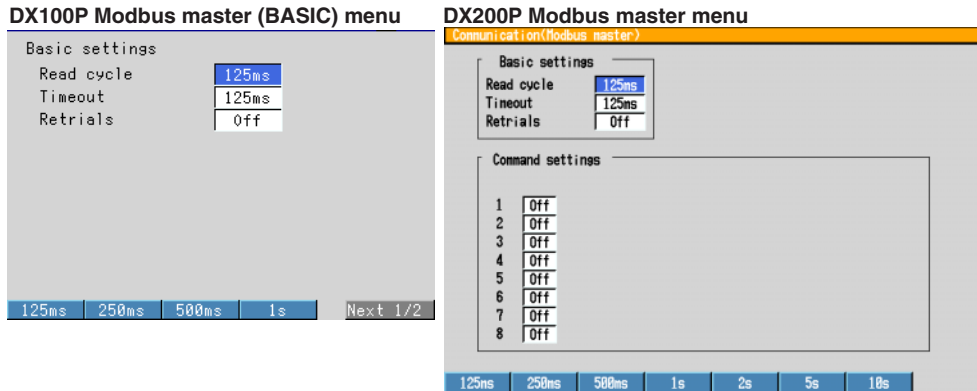 DX100P Modbus master (BASIC) menu
Basic settings
Read cycle 125ms
Timeout 125ms
Retrials Off
125ms 250ms 500ms 1s Next 1/2
DX200P Modbus master menu
Communication(Modbus master)
Basic settings
Read cycle 125ms
Timeout 125ms
Retrials Off
Command settings
1 Off
2 Off
3 Off
4 Off
5 Off
6 Off
7 Off
8 Off
125ms 250ms 500ms 1s 2s 5s 10s